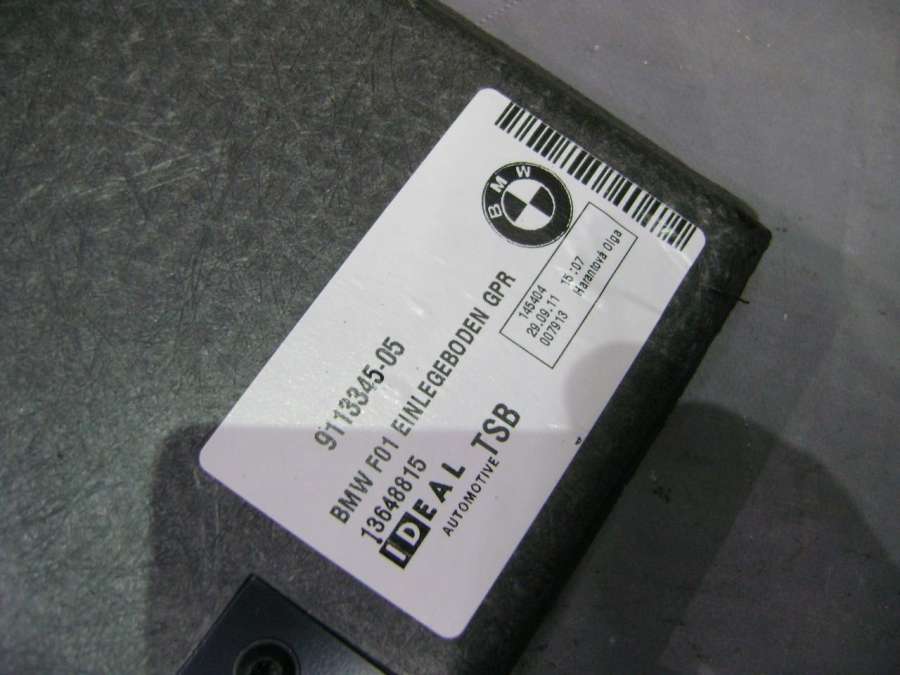 BMW
9113345-05
BMW F01 EINLEGEBODEN GPR
13648815
IDEAL TSB
AUTOMOTIVE
145404
29.09.11 15:07
007913 Harantová Olga